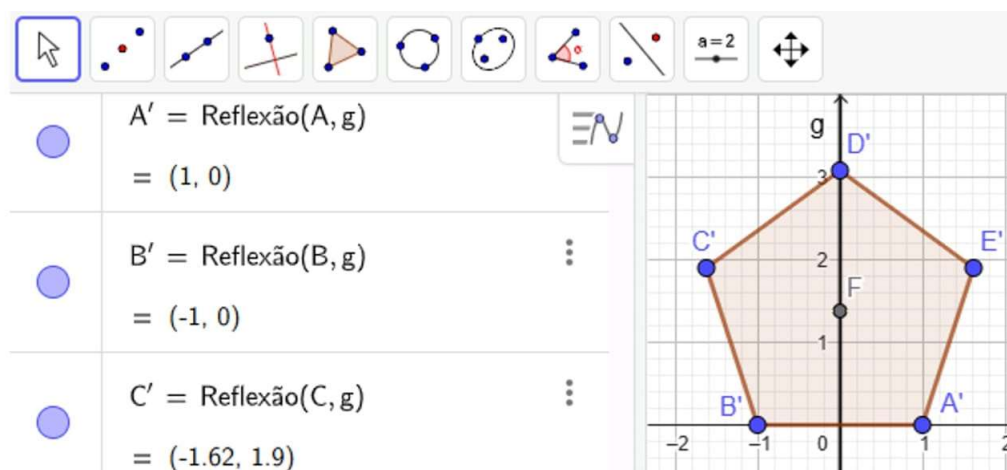 a=2
A′ = Reflexão(A, g)
= (1, 0)
B′ = Reflexão(B, g)
= (-1, 0)
C′ = Reflexão(C, g)
= (-1.62, 1.9)
g
D'
3
C'
E'
2
F
1
B'
A'
−2 −1 0 1 2